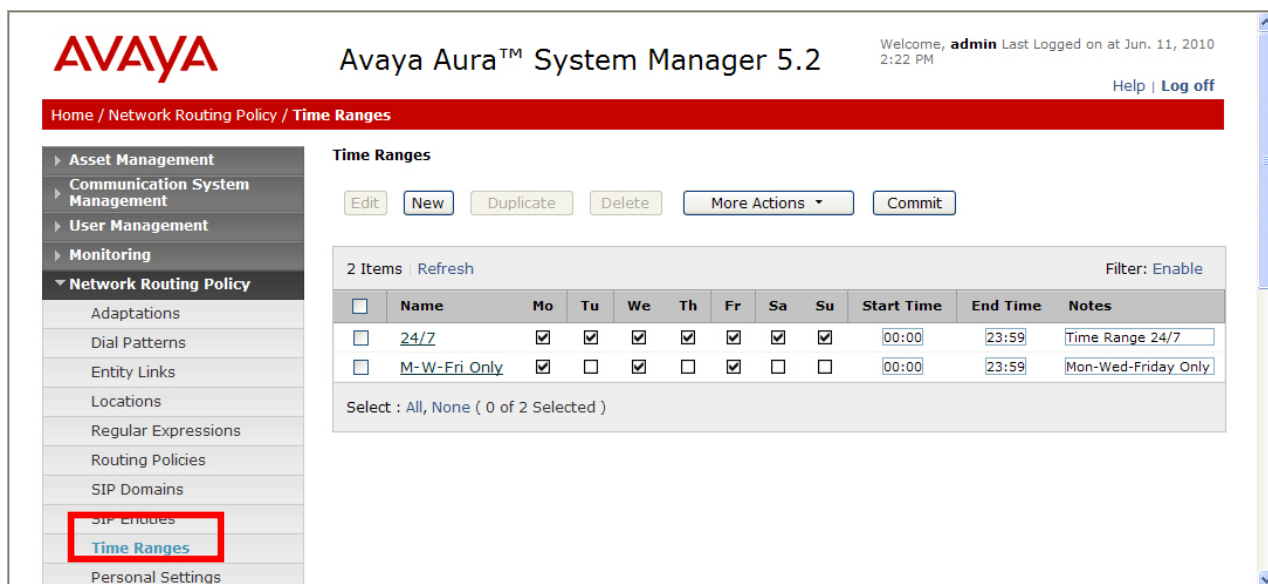 AVAYA
Avaya Aura™ System Manager 5.2
Welcome, admin Last Logged on at Jun. 11, 2010
2:22 PM
Help | Log off
Home / Network Routing Policy / Time Ranges
Asset Management
Communication System
Management
User Management
Monitoring
Network Routing Policy
Adaptations
Dial Patterns
Entity Links
Locations
Regular Expressions
Routing Policies
SIP Domains
SIP Entities
Time Ranges
Personal Settings
Time Ranges
Edit New Duplicate Delete More Actions Commit
2 Items | Refresh Filter: Enable
Name Mo Tu We Th Fr Sa Su Start Time End Time Notes
24/7 00:00 23:59 Time Range 24/7
M-W-Fri Only 00:00 23:59 Mon-Wed-Friday Only
Select : All, None ( 0 of 2 Selected )